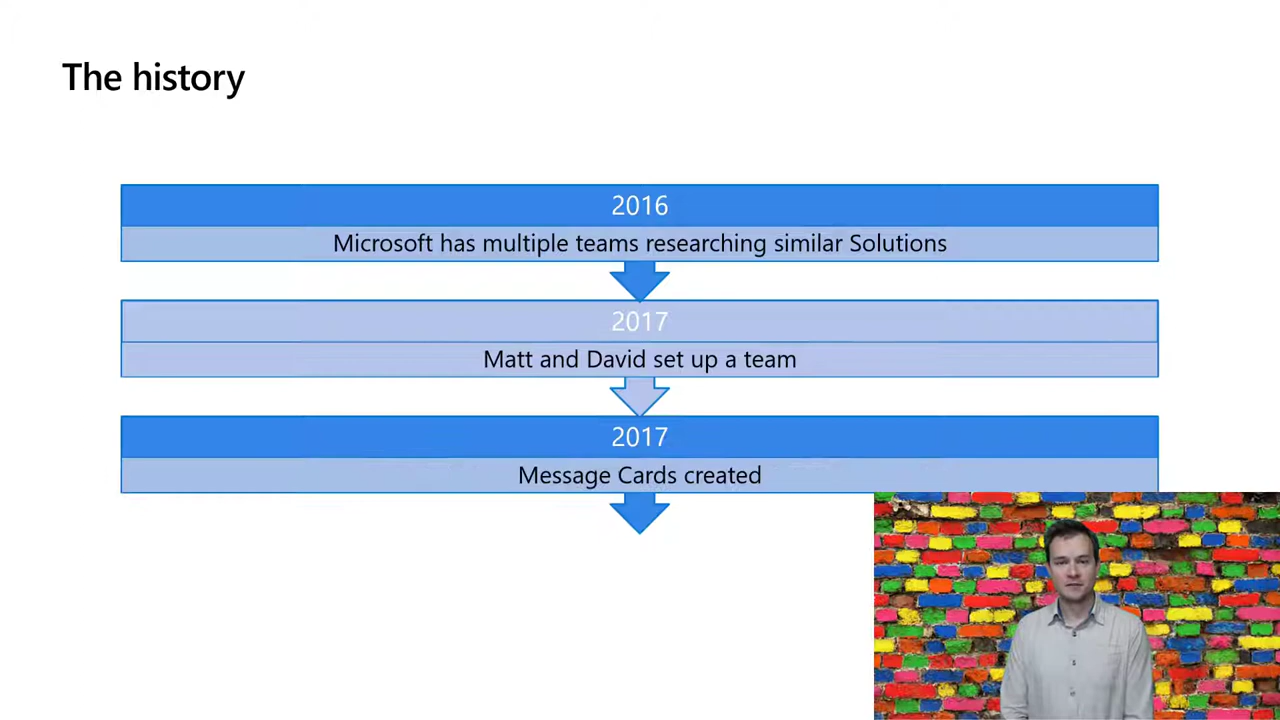 The history
2016
Microsoft has multiple teams researching similar Solutions
2017
Matt and David set up a team
2017
Message Cards created